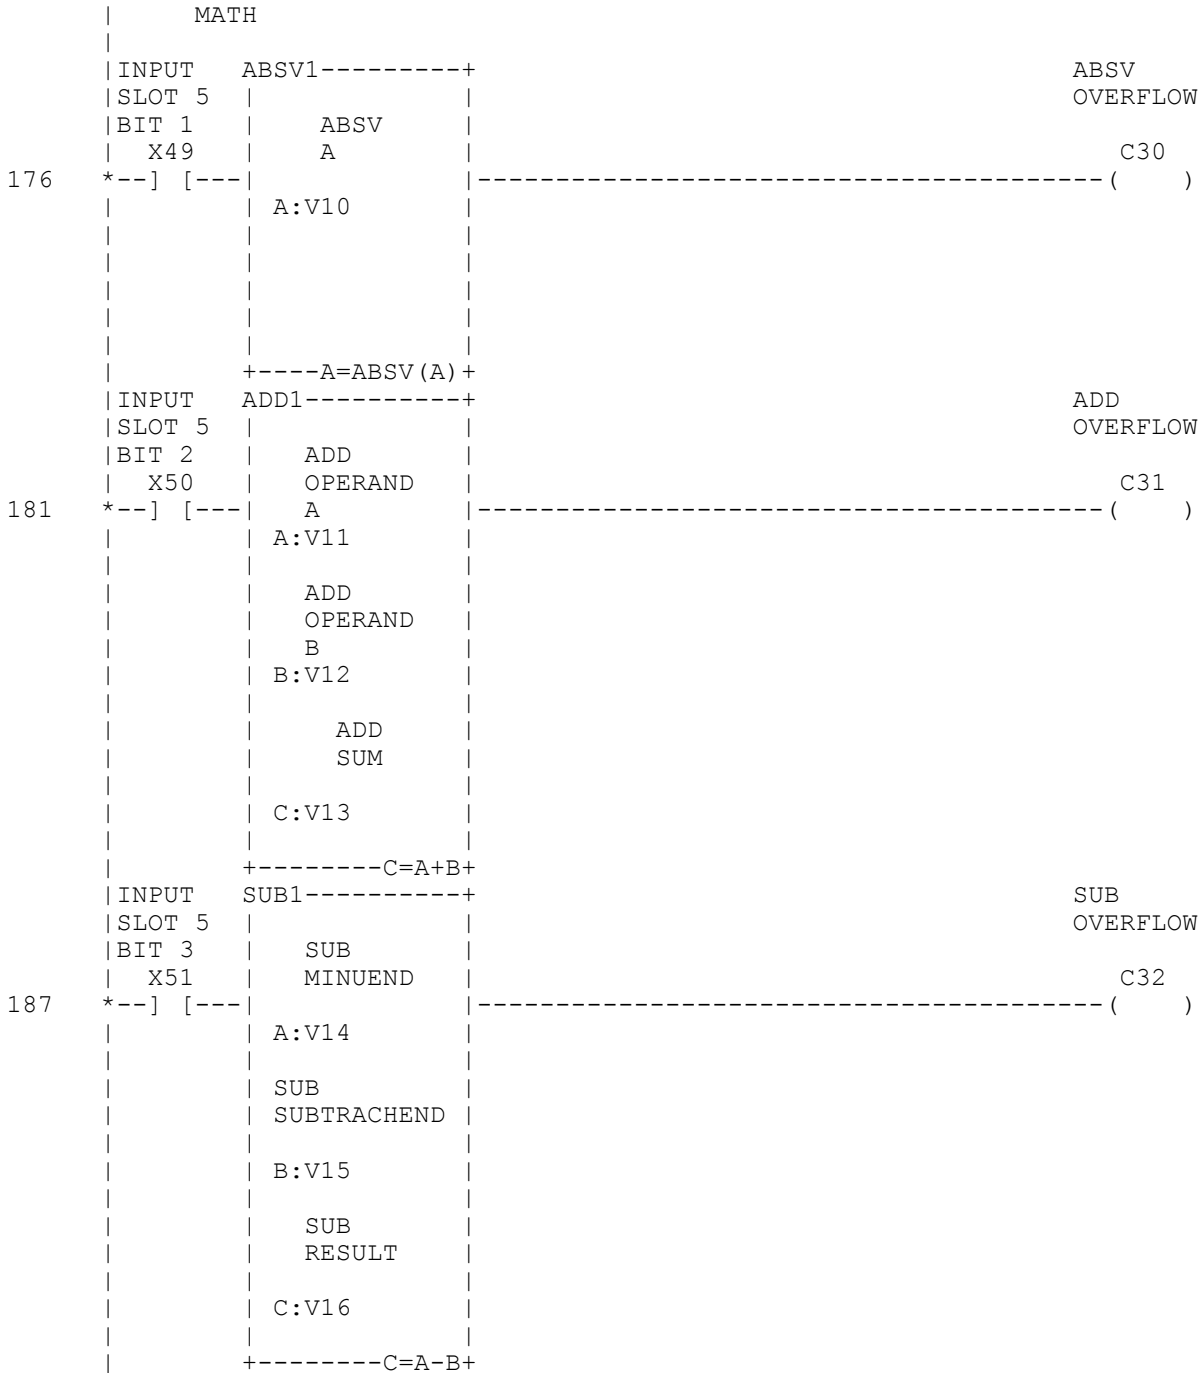 |     MATH
|
|INPUT  ABSV1---------+                                       ABSV
|SLOT 5  |             |                                       OVERFLOW
|BIT 1   |    ABSV     |
|  X49   |    A        |                                          C30
176   *--] [---|             |----------------------------------------(   )
|        | A:V10       |
|        |             |
|        |             |
|        |             |
|        |             |
|        |             |
|        +----A=ABSV(A)+
|INPUT  ADD1----------+                                       ADD
|SLOT 5  |             |                                       OVERFLOW
|BIT 2   |   ADD       |
|  X50   |   OPERAND   |                                          C31
181   *--] [---|   A         |----------------------------------------(   )
|        | A:V11       |
|        |             |
|        |   ADD       |
|        |   OPERAND   |
|        |   B         |
|        | B:V12       |
|        |             |
|        |     ADD     |
|        |     SUM     |
|        |             |
|        | C:V13       |
|        |             |
|        +--------C=A+B+
|INPUT  SUB1----------+                                       SUB
|SLOT 5  |             |                                       OVERFLOW
|BIT 3   |   SUB       |
|  X51   |   MINUEND   |                                          C32
187   *--] [---|             |----------------------------------------(   )
|        | A:V14       |
|        |             |
|        | SUB         |
|        | SUBTRACHEND |
|        |             |
|        | B:V15       |
|        |             |
|        |   SUB       |
|        |   RESULT    |
|        |             |
|        | C:V16       |
|        |             |
|        +--------C=A-B+